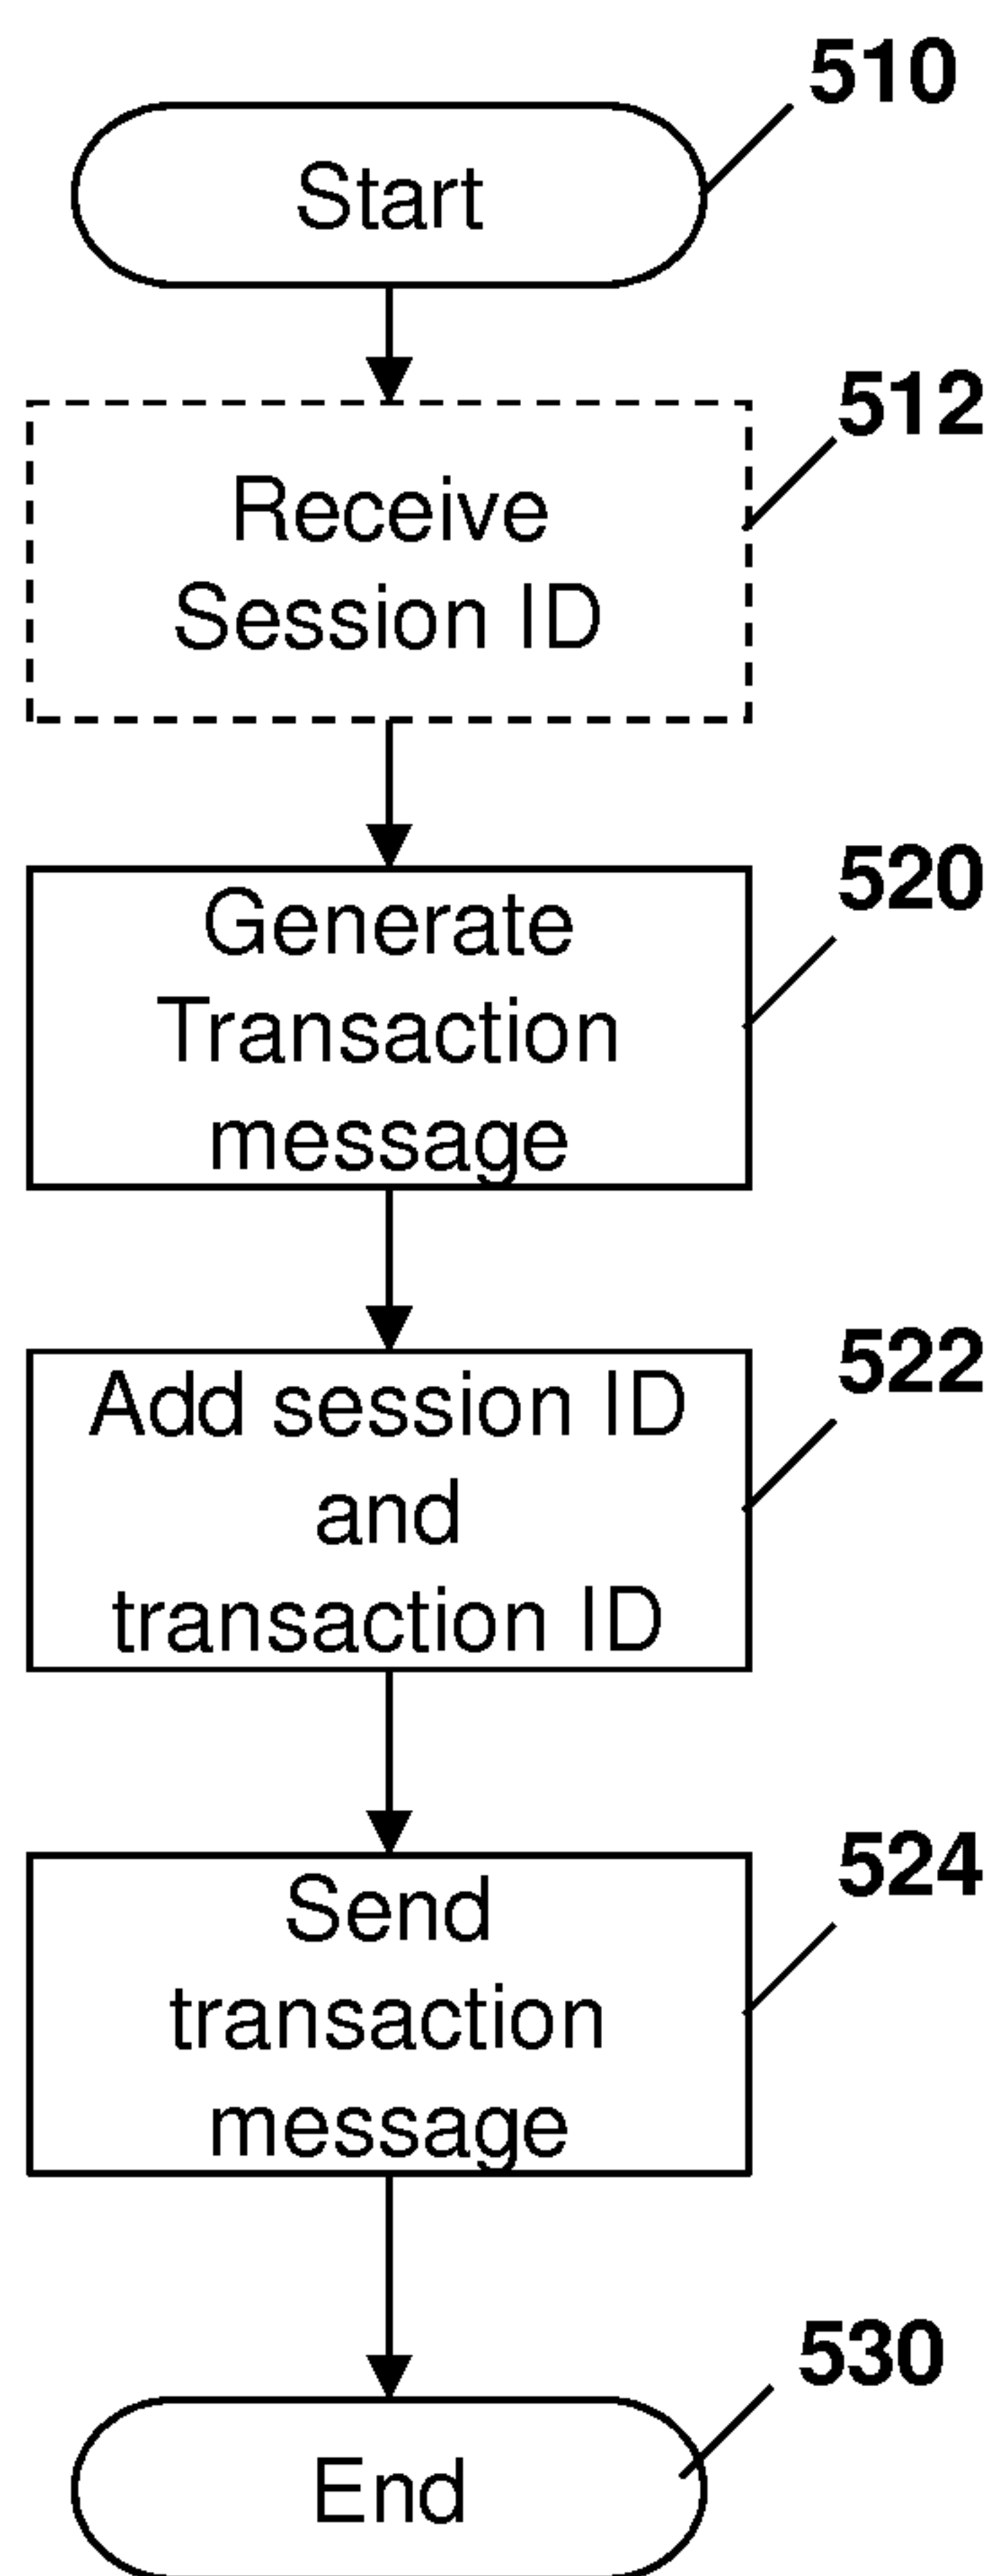 510
Start
512
Receive
Session ID
520
Generate
Transaction
message
522
Add session ID
and
transaction ID
524
Send
transaction
message
530
End